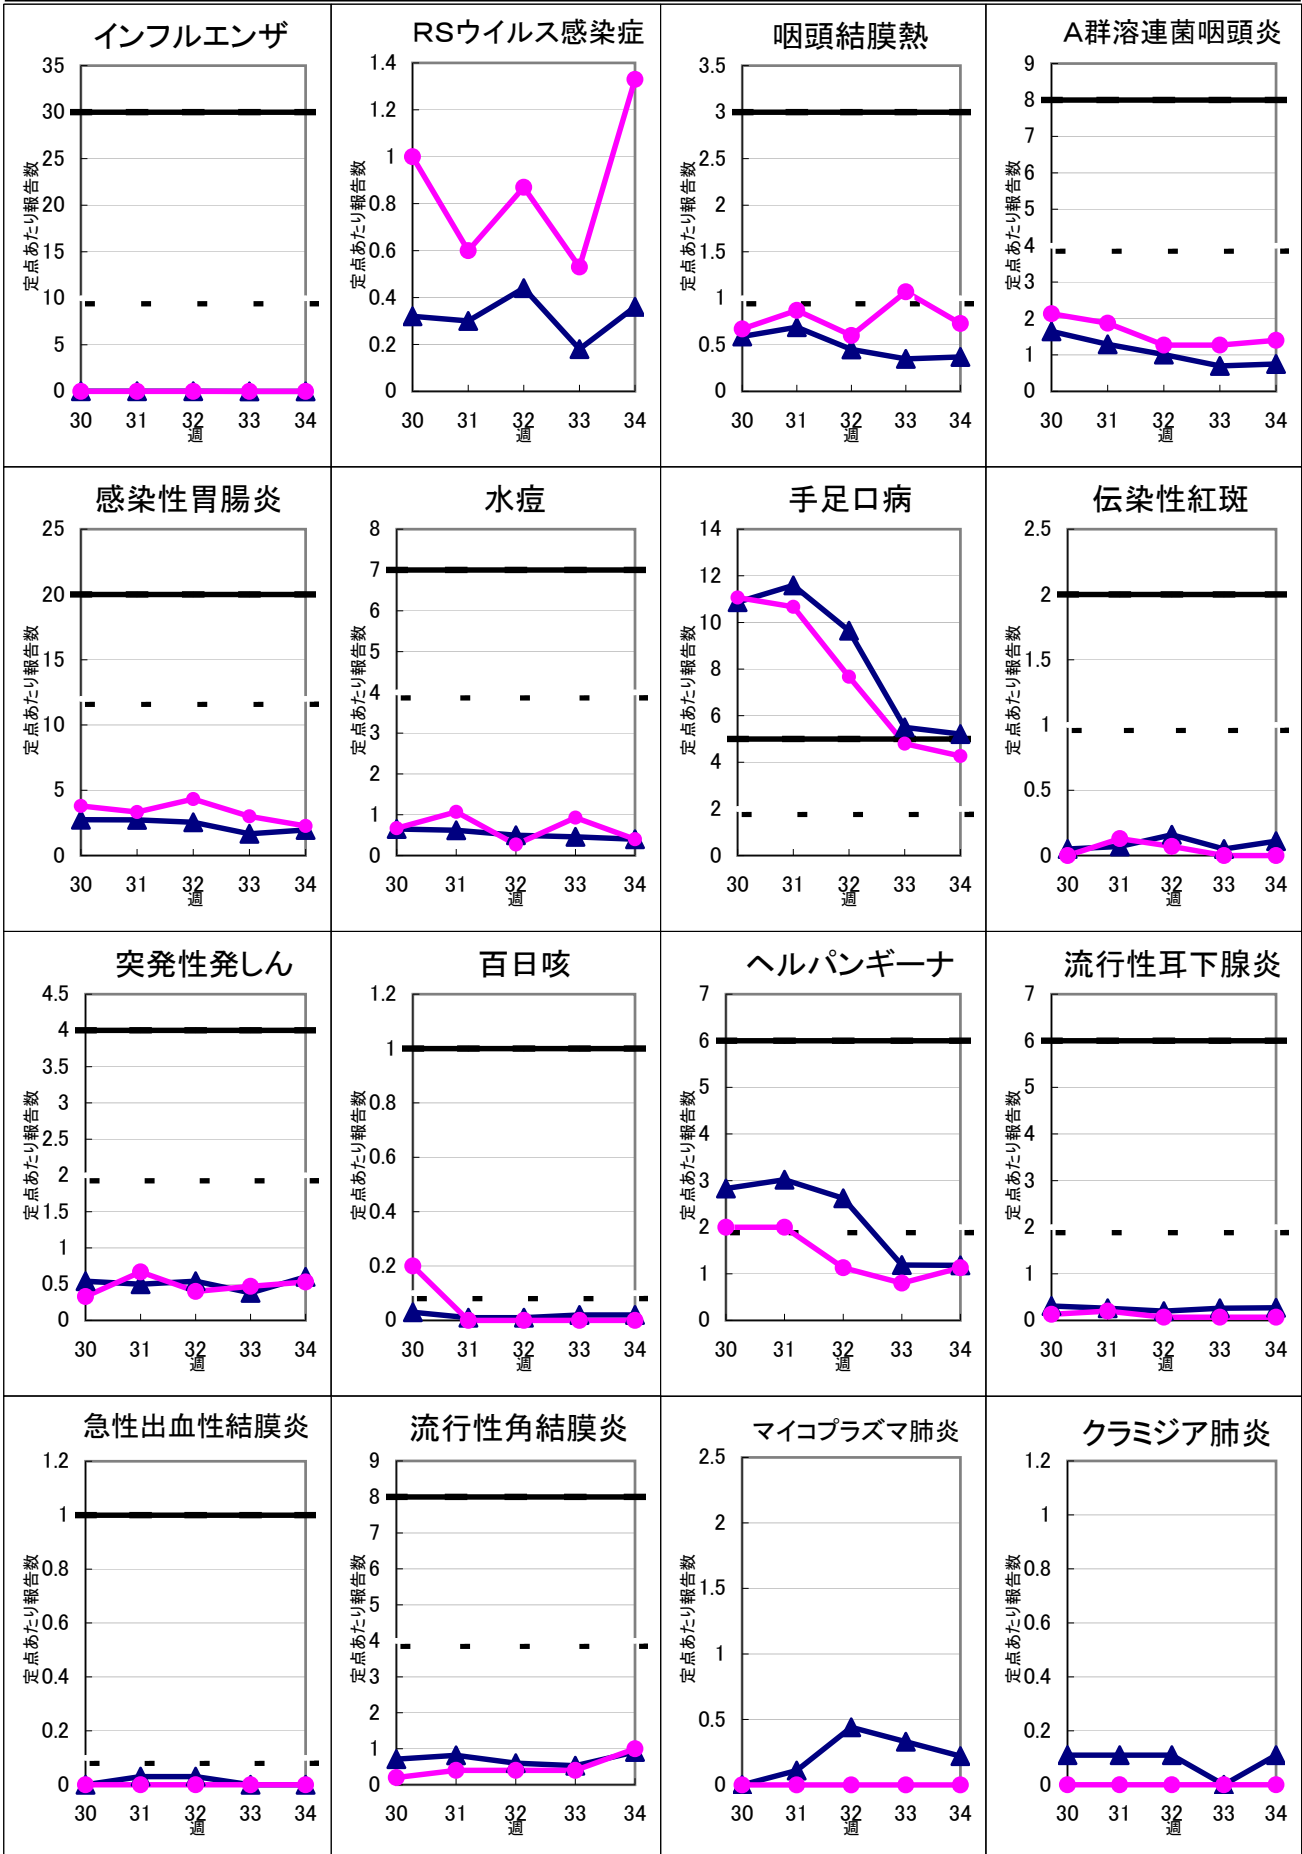 インフルエンザ
定点あたり報告数
35
30
25
20
15
10
5
0
30 31 32 33 34
週
RSウイルス感染症
定点あたり報告数
1.4
1.2
1
0.8
0.6
0.4
0.2
0
30 31 32 33 34
週
咽頭結膜熱
定点あたり報告数
3.5
3
2.5
2
1.5
1
0.5
0
30 31 32 33 34
週
A群溶連菌咽頭炎
定点あたり報告数
9
8
7
6
5
4
3
2
1
0
30 31 32 33 34
週
感染性胃腸炎
定点あたり報告数
25
20
15
10
5
0
30 31 32 33 34
週
水痘
定点あたり報告数
8
7
6
5
4
3
2
1
0
30 31 32 33 34
週
手足口病
定点あたり報告数
14
12
10
8
6
4
2
0
30 31 32 33 34
週
伝染性紅斑
定点あたり報告数
2.5
2
1.5
1
0.5
0
30 31 32 33 34
週
突発性発しん
定点あたり報告数
4.5
4
3.5
3
2.5
2
1.5
1
0.5
0
30 31 32 33 34
週
百日咳
定点あたり報告数
1.2
1
0.8
0.6
0.4
0.2
0
30 31 32 33 34
週
ヘルパンギーナ
定点あたり報告数
7
6
5
4
3
2
1
0
30 31 32 33 34
週
流行性耳下腺炎
定点あたり報告数
7
6
5
4
3
2
1
0
30 31 32 33 34
週
急性出血性結膜炎
定点あたり報告数
1.2
1
0.8
0.6
0.4
0.2
0
30 31 32 33 34
週
流行性角結膜炎
定点あたり報告数
9
8
7
6
5
4
3
2
1
0
30 31 32 33 34
週
マイコプラズマ肺炎
定点あたり報告数
2.5
2
1.5
1
0.5
0
30 31 32 33 34
週
クラミジア肺炎
定点あたり報告数
1.2
1
0.8
0.6
0.4
0.2
0
30 31 32 33 34
週